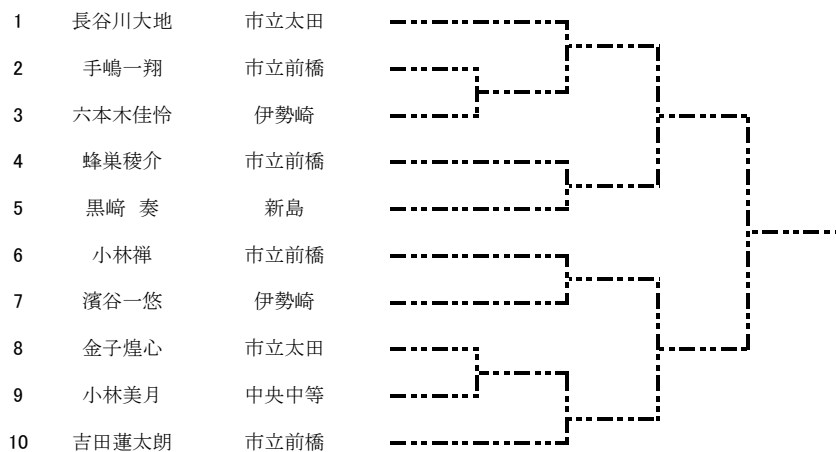 1 長谷川大地 市立太田
2 手嶋一翔 市立前橋
3 六本木佳怜 伊勢崎
4 蜂巣稜介 市立前橋
5 黒﨑 奏 新島
6 小林禅 市立前橋
7 濱谷一悠 伊勢崎
8 金子煌心 市立太田
9 小林美月 中央中等
10 吉田蓮太朗 市立前橋